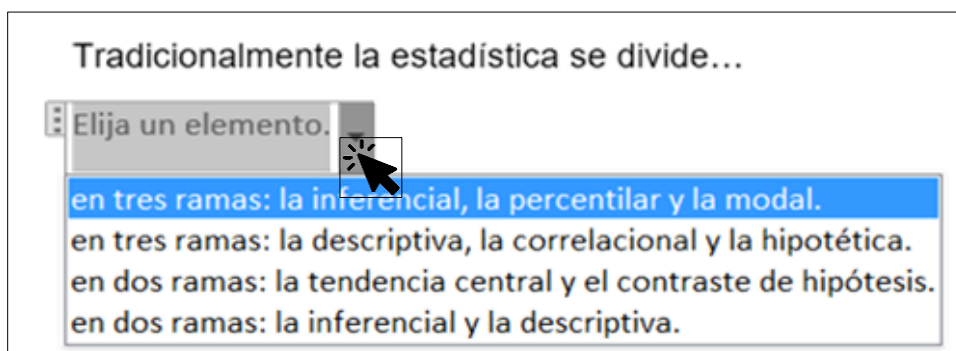 Tradicionalmente la estadística se divide…
Elija un elemento.
en tres ramas: la inferencial, la percentilar y la modal.
en tres ramas: la descriptiva, la correlacional y la hipotética.
en dos ramas: la tendencia central y el contraste de hipótesis.
en dos ramas: la inferencial y la descriptiva.